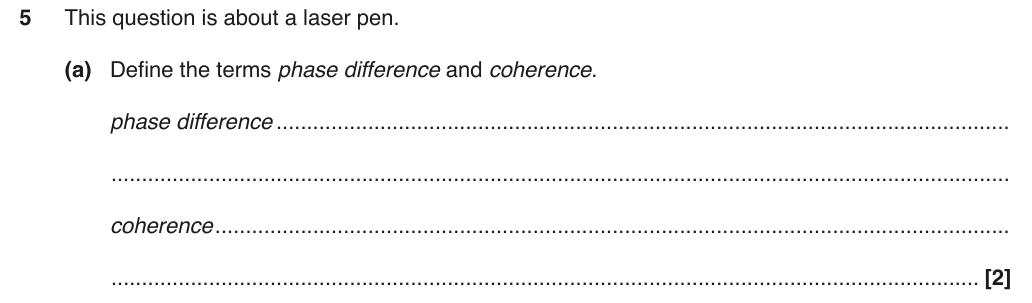 5 This question is about a laser pen.
(a) Define the terms phase difference and coherence.
phase difference ..........................................................................................................................
......................................................................................................................................................
coherence ....................................................................................................................................
................................................................................................................................................ [2]